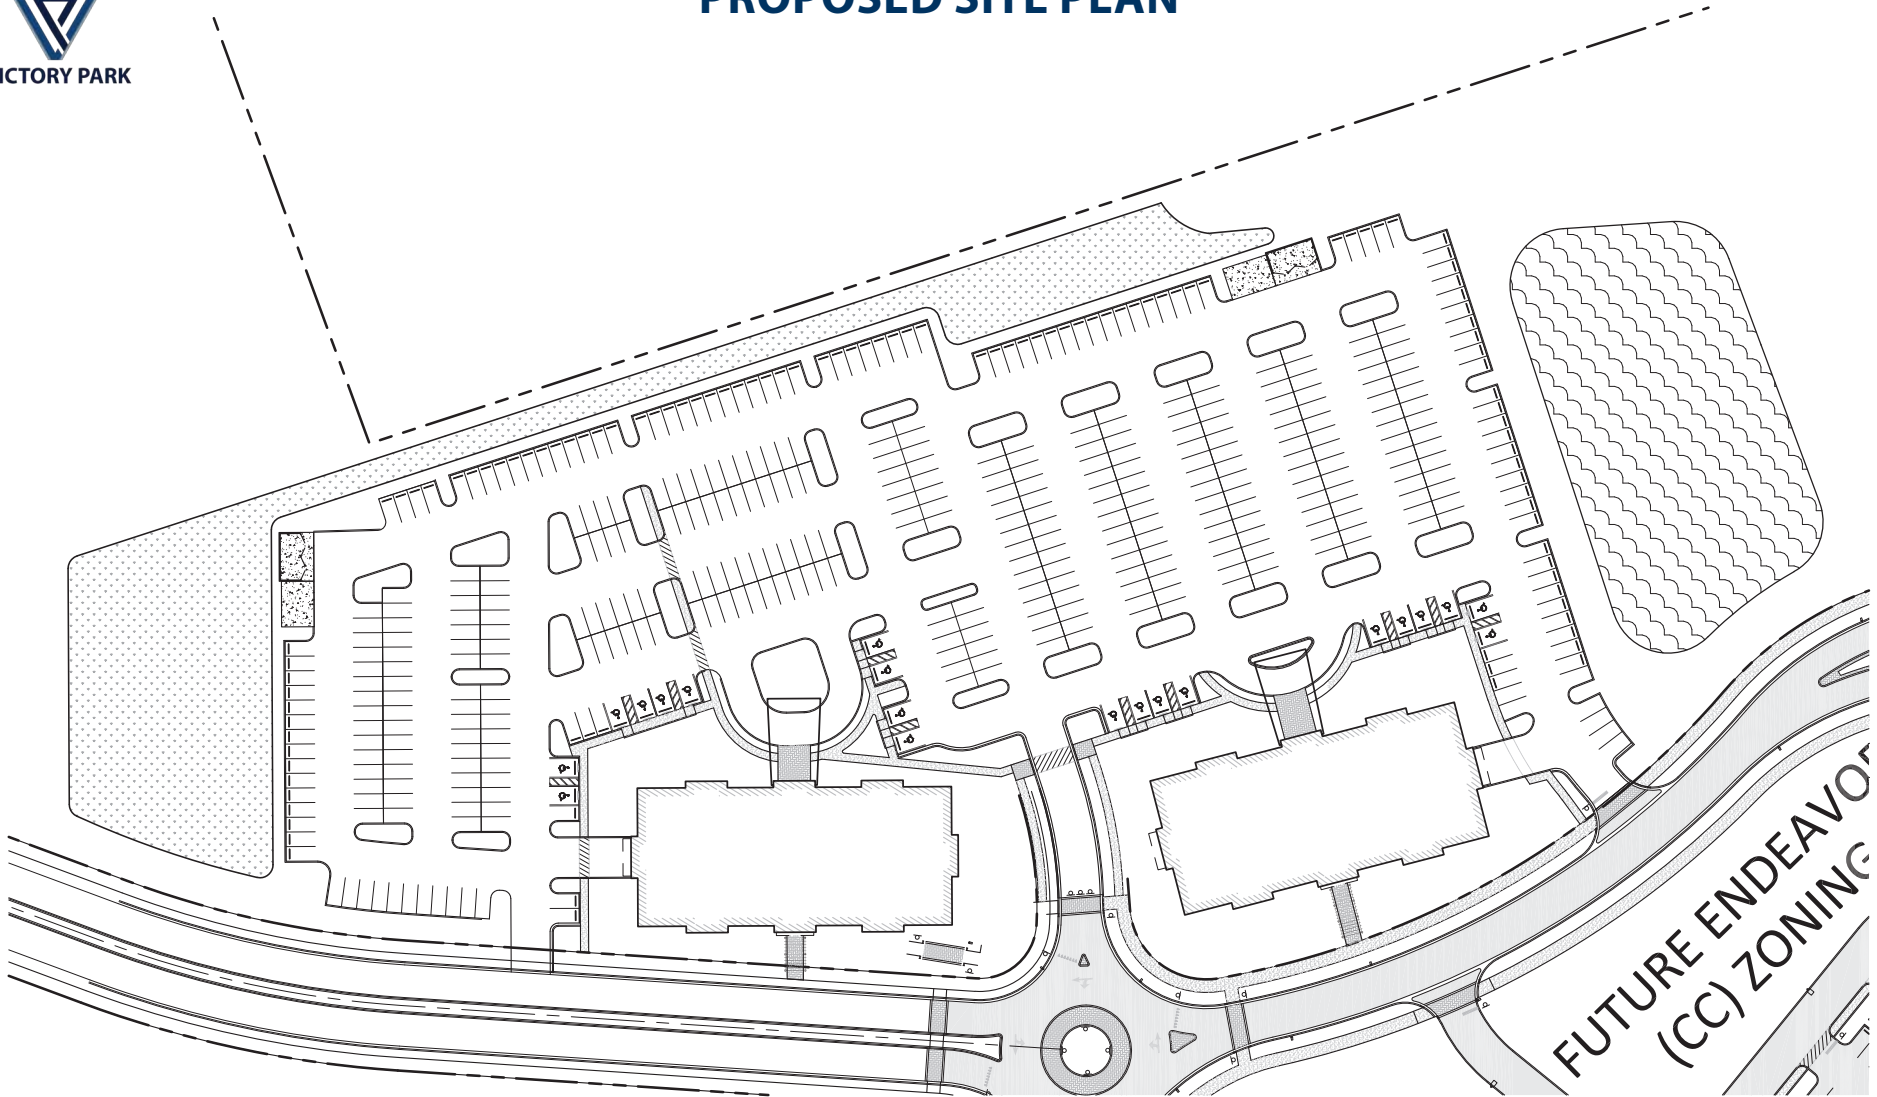 PROPOSED SITE PLAN
ICTORY PARK
FUTURE ENDEAVO
(CC) ZONING